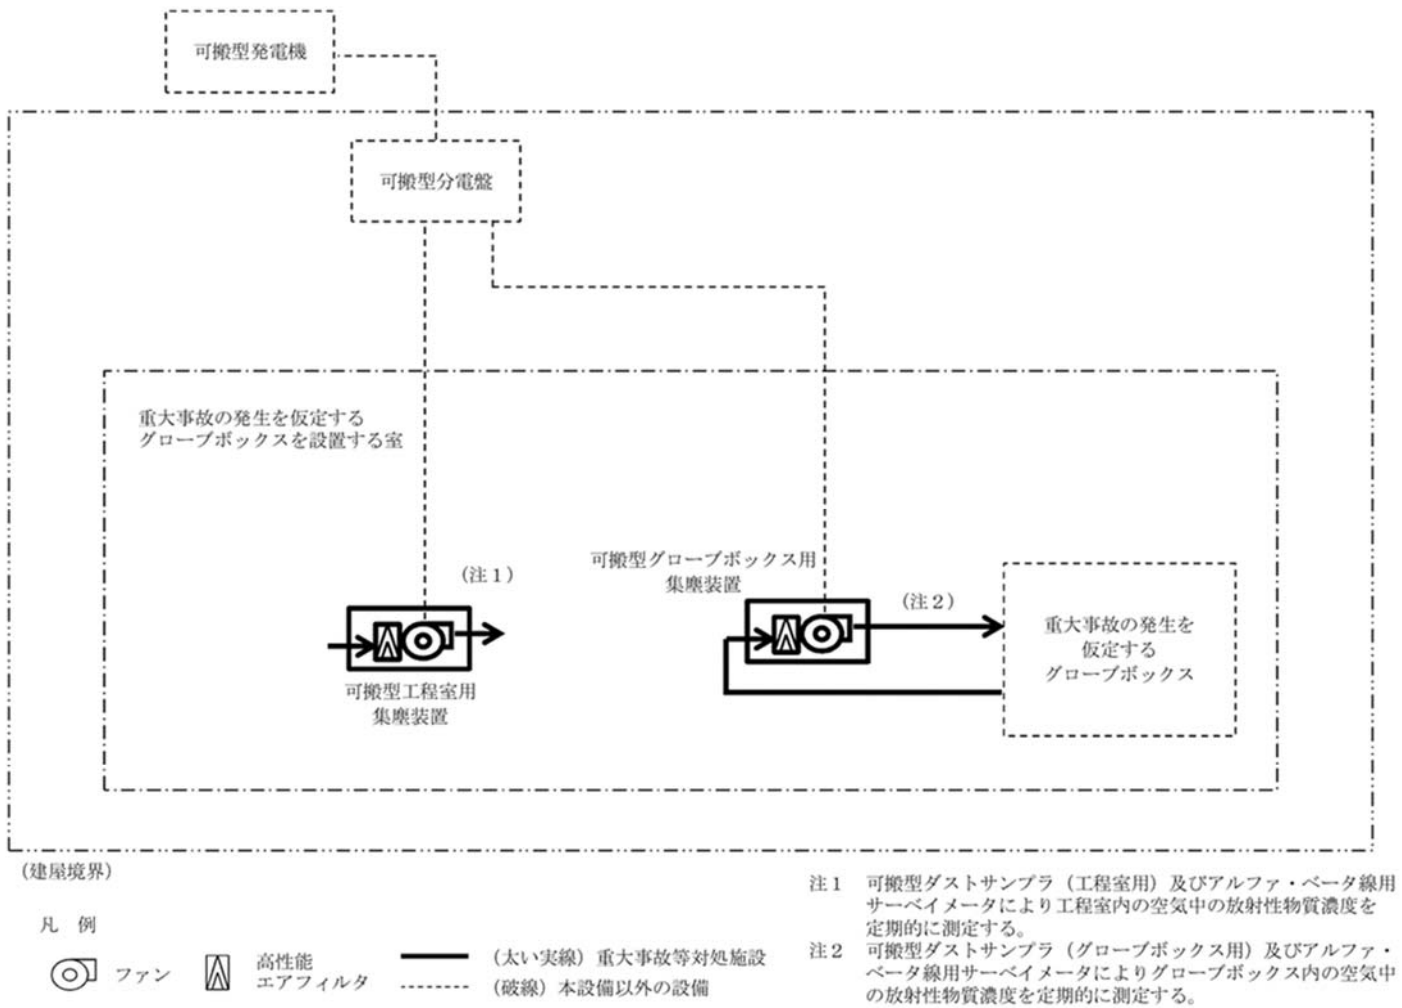 可搬型発電機
可搬型分電盤
重大事故の発生を仮定する
グローブボックスを設置する室
(注1)
可搬型工程室用
集塵装置
可搬型グローブボックス用
集塵装置
(注2)
重大事故の発生を
仮定する
グローブボックス
(建屋境界)
凡 例
ファン
高性能
エアフィルタ
(太い実線)重大事故等対処施設
(破線)本設備以外の設備
注1 可搬型ダストサンプラ(工程室用)及びアルファ・ベータ線用
サーベイメータにより工程室内の空気中の放射性物質濃度を
定期的に測定する。
注2 可搬型ダストサンプラ(グローブボックス用)及びアルファ・
ベータ線用サーベイメータによりグローブボックス内の空気中
の放射性物質濃度を定期的に測定する。